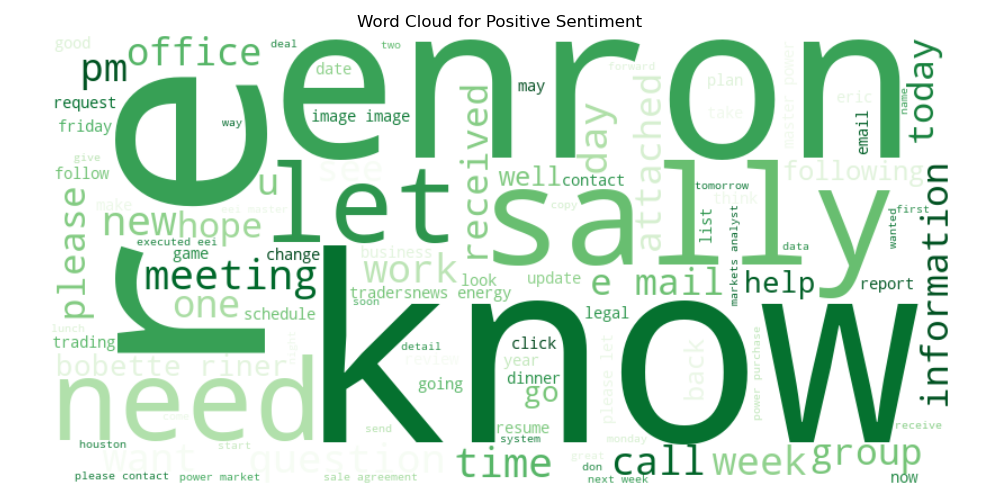 Word Cloud for Positive Sentiment
good
office
deal
two
enron
date
pm
request
friday
way
image image
re
received
may
day
attached
forward
plan
take
master power
eric
email
name
today
give
follow
make
please
u
let
see
well
contact
sally
copy
think
tomorrow
following
list
markets analyst
data
wanted
first
information
new
hope
eei master
executed eei
game
change
meeting
business
work
look
update
e mail
help
report
one
schedule
soon
tradersnews energy
legal
lunch
trading
bobette riner
need
know
detail
review
click
year
dinner
going
go
please let
back
power purchase
resume
send
system
monday
houston
come
start
want
question
time
great
don
next week
call
week
group
receive
now
please contact
power market
sale agreement